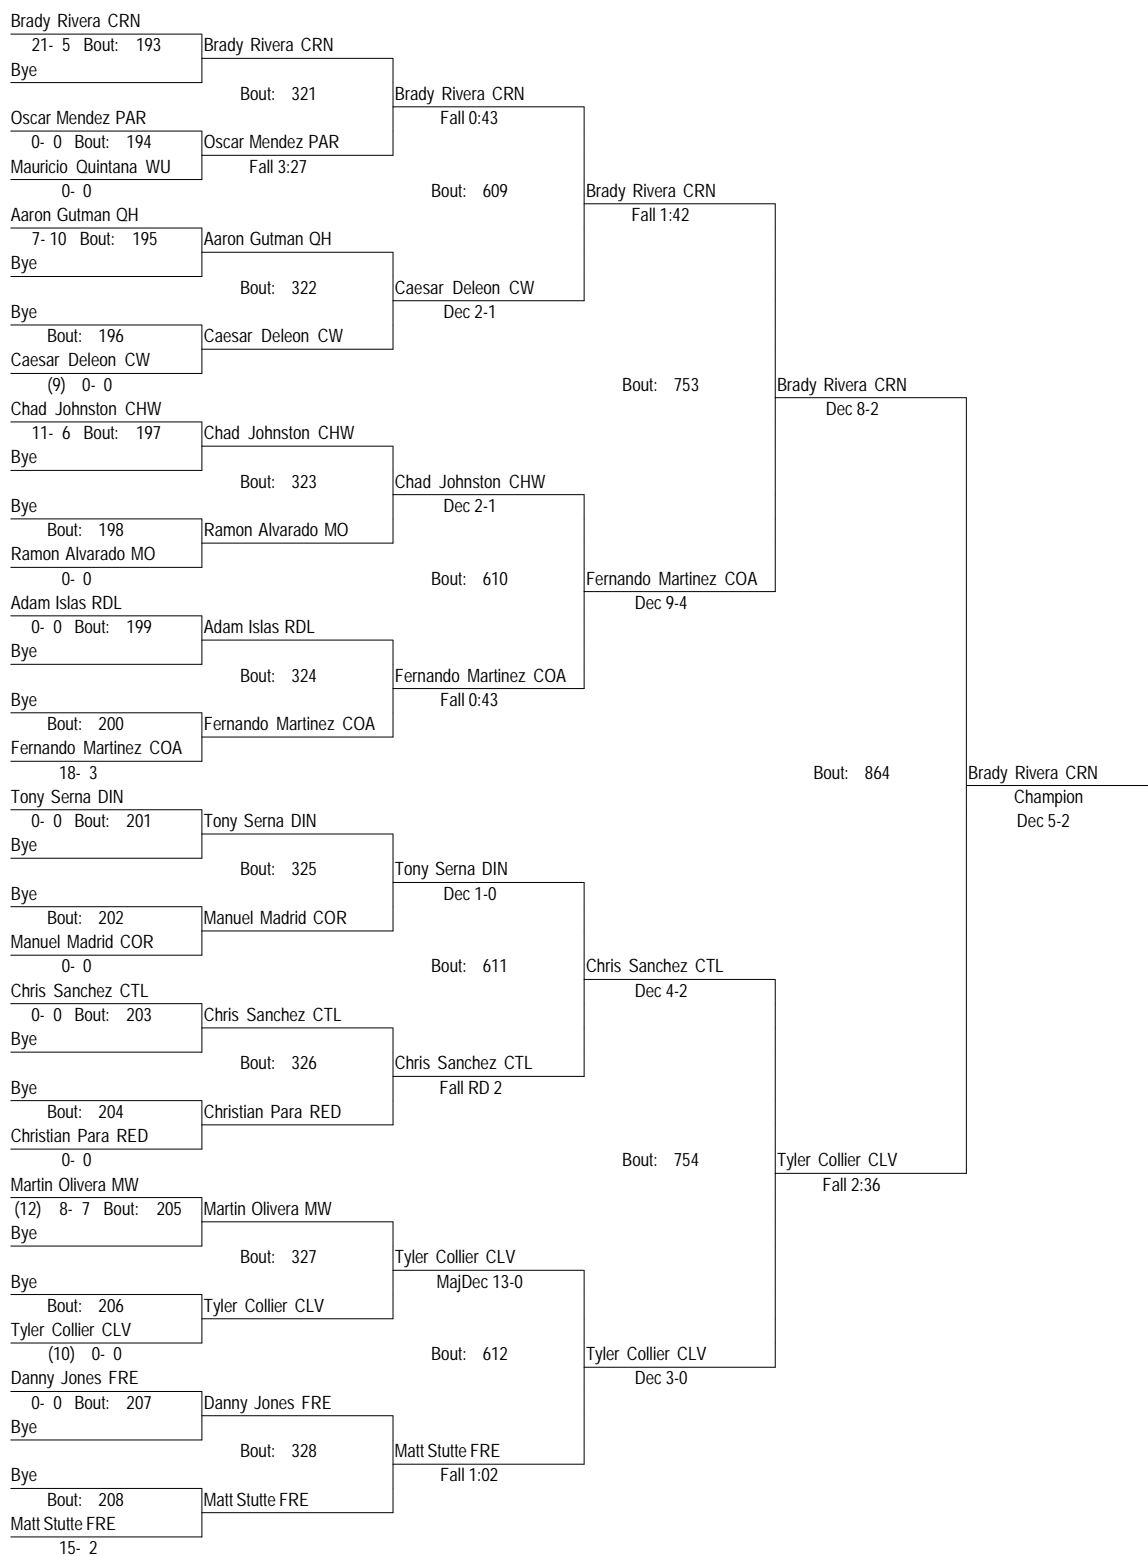 Brady Rivera CRN
21- 5 Bout: 193
Brady Rivera CRN
Bye
Bout: 321
Brady Rivera CRN
Fall 0:43
Oscar Mendez PAR
0- 0 Bout: 194
Oscar Mendez PAR
Fall 3:27
Mauricio Quintana WU
0- 0
Bout: 609
Brady Rivera CRN
Fall 1:42
Aaron Gutman QH
7- 10 Bout: 195
Aaron Gutman QH
Bye
Bout: 322
Caesar Deleon CW
Dec 2-1
Bye
Bout: 196
Caesar Deleon CW
Caesar Deleon CW
(9) 0- 0
Bout: 753
Brady Rivera CRN
Dec 8-2
Chad Johnston CHW
11- 6 Bout: 197
Chad Johnston CHW
Bye
Bout: 323
Chad Johnston CHW
Dec 2-1
Bye
Bout: 198
Ramon Alvarado MO
Ramon Alvarado MO
0- 0
Bout: 610
Fernando Martinez COA
Dec 9-4
Adam Islas RDL
0- 0 Bout: 199
Adam Islas RDL
Bye
Bout: 324
Fernando Martinez COA
Fall 0:43
Bye
Bout: 200
Fernando Martinez COA
Fernando Martinez COA
18- 3
Bout: 864
Brady Rivera CRN
Champion
Dec 5-2
Tony Serna DIN
0- 0 Bout: 201
Tony Serna DIN
Bye
Bout: 325
Tony Serna DIN
Dec 1-0
Bye
Bout: 202
Manuel Madrid COR
Manuel Madrid COR
0- 0
Bout: 611
Chris Sanchez CTL
Dec 4-2
Chris Sanchez CTL
0- 0 Bout: 203
Chris Sanchez CTL
Bye
Bout: 326
Chris Sanchez CTL
Fall RD 2
Bye
Bout: 204
Christian Para RED
Christian Para RED
0- 0
Bout: 754
Tyler Collier CLV
Fall 2:36
Martin Olivera MW
(12) 8- 7 Bout: 205
Martin Olivera MW
Bye
Bout: 327
Tyler Collier CLV
MajDec 13-0
Bye
Bout: 206
Tyler Collier CLV
Tyler Collier CLV
(10) 0- 0
Bout: 612
Tyler Collier CLV
Dec 3-0
Danny Jones FRE
0- 0 Bout: 207
Danny Jones FRE
Bye
Bout: 328
Matt Stutte FRE
Fall 1:02
Bye
Bout: 208
Matt Stutte FRE
Matt Stutte FRE
15- 2